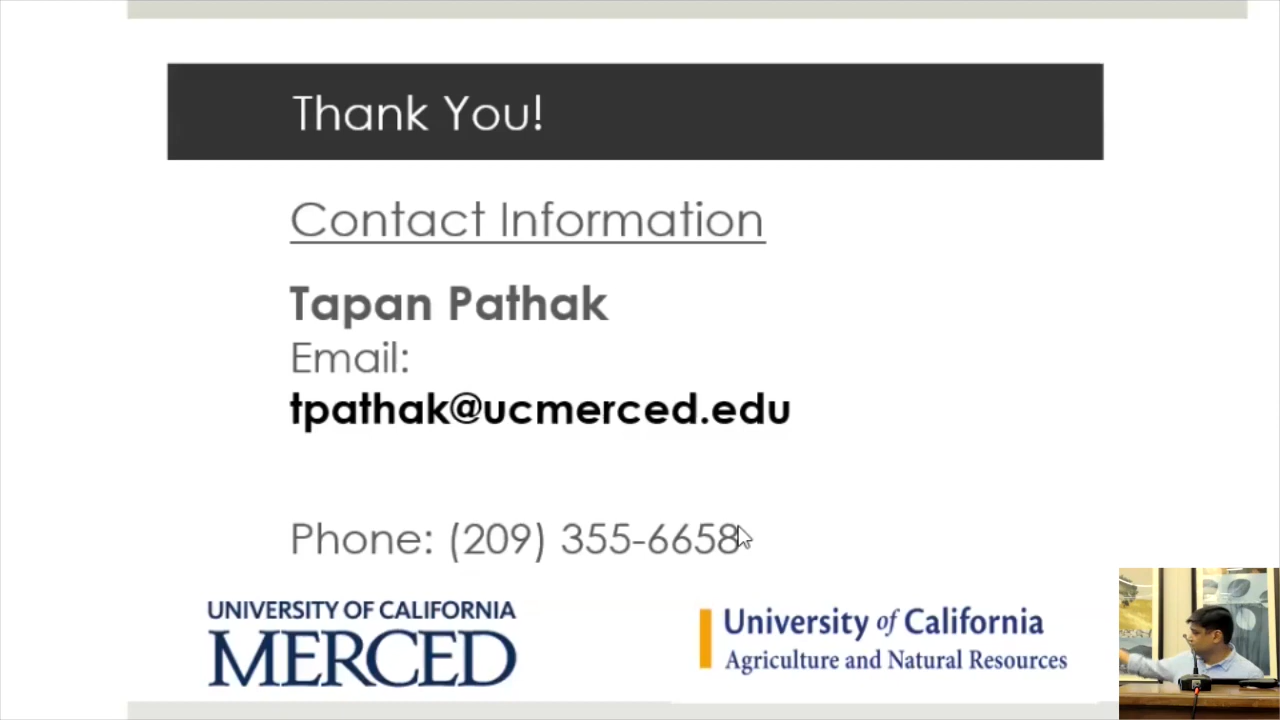 Thank You!
Contact Information
Tapan Pathak
Email:
tpathak@ucmerced.edu
Phone: (209) 355-6658
UNIVERSITY OF CALIFORNIA
MERCED
University of California
Agriculture and Natural Resources